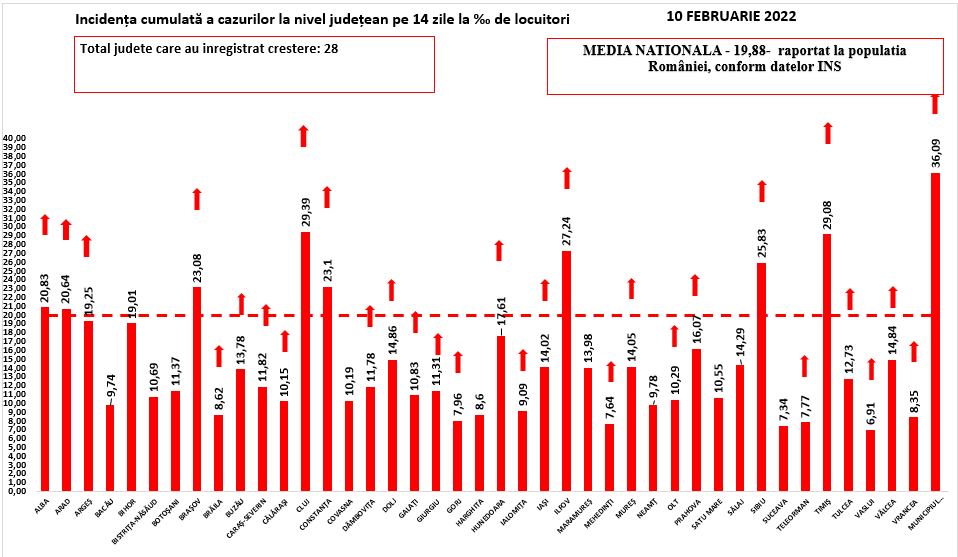 Incidența cumulată a cazurilor la nivel județean pe 14 zile la ‰ de locuitori
10 FEBRUARIE 2022
Total judete care au inregistrat crestere: 28
MEDIA NATIONALA - 19,88- raportat la populatia
României, conform datelor INS
40,00
39,00
38,00
37,00
36,00
35,00
34,00
33,00
32,00
31,00
30,00
29,00
28,00
27,00
26,00
25,00
24,00
23,00
22,00
21,00
20,00
19,00
18,00
17,00
16,00
15,00
14,00
13,00
12,00
11,00
10,00
9,00
8,00
7,00
6,00
5,00
4,00
3,00
2,00
1,00
0,00
20,83
20,64
19,25
9,74
19,01
10,69
11,37
23,08
8,62
13,78
11,82
10,15
29,39
23,1
10,19
11,78
14,86
10,83
11,31
7,96
8,6
17,61
9,09
14,02
27,24
13,98
7,64
14,05
9,78
10,29
16,07
10,55
14,29
25,83
7,34
7,77
29,08
12,73
6,91
14,84
8,35
36,09
ALBA
ARAD
ARGEȘ
BACĂU
BIHOR
BISTRIȚA-NĂSĂUD
BOTOȘANI
BRAȘOV
BRĂILA
BUZĂU
CARAȘ-SEVERIN
CĂLĂRAȘI
CLUJ
CONSTANȚA
COVASNA
DÂMBOVIȚA
DOLJ
GALAȚI
GIURGIU
GORJ
HARGHITA
HUNEDOARA
IALOMIȚA
IAȘI
ILFOV
MARAMUREȘ
MEHEDINȚI
MUREȘ
NEAMȚ
OLT
PRAHOVA
SATU MARE
SĂLAJ
SIBIU
SUCEAVA
TELEORMAN
TIMIȘ
TULCEA
VASLUI
VÂLCEA
VRANCEA
MUNICIPUL...